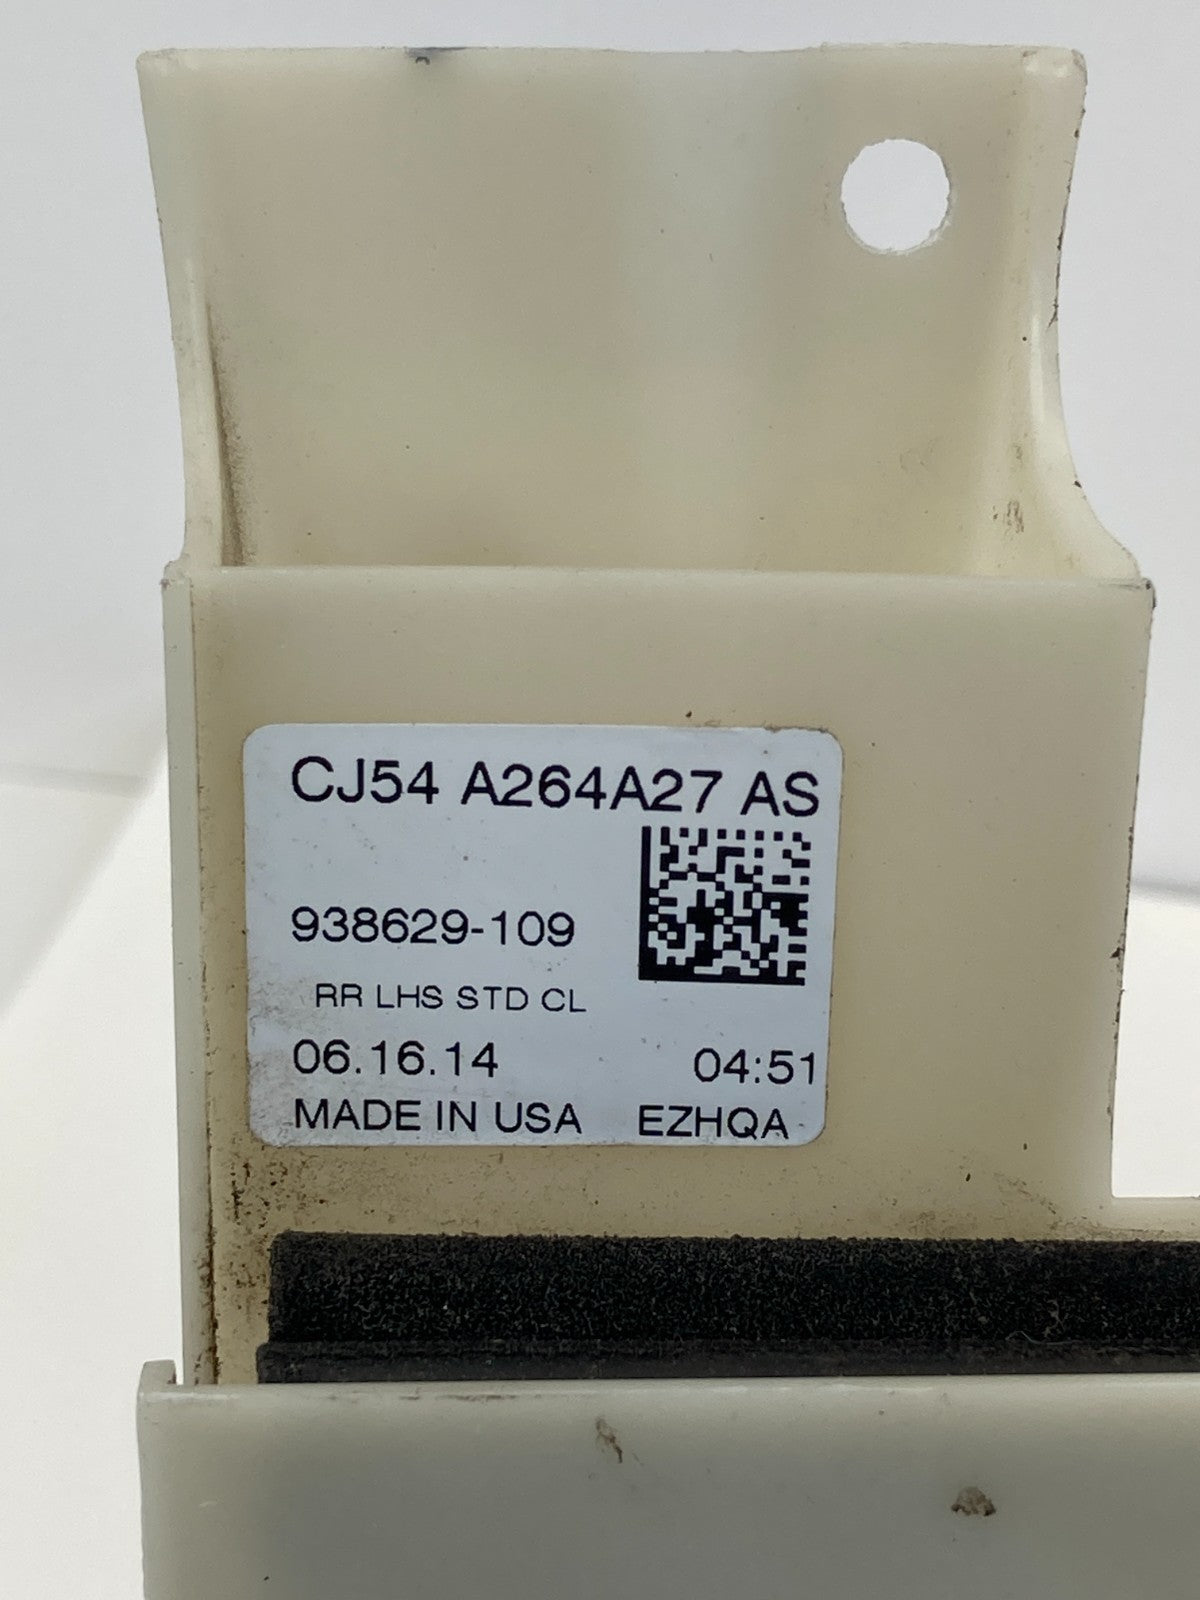 CJ54 A264A27 AS
938629-109
RR LHS STD CL
06.16.14 04:51
MADE IN USA EZHQA